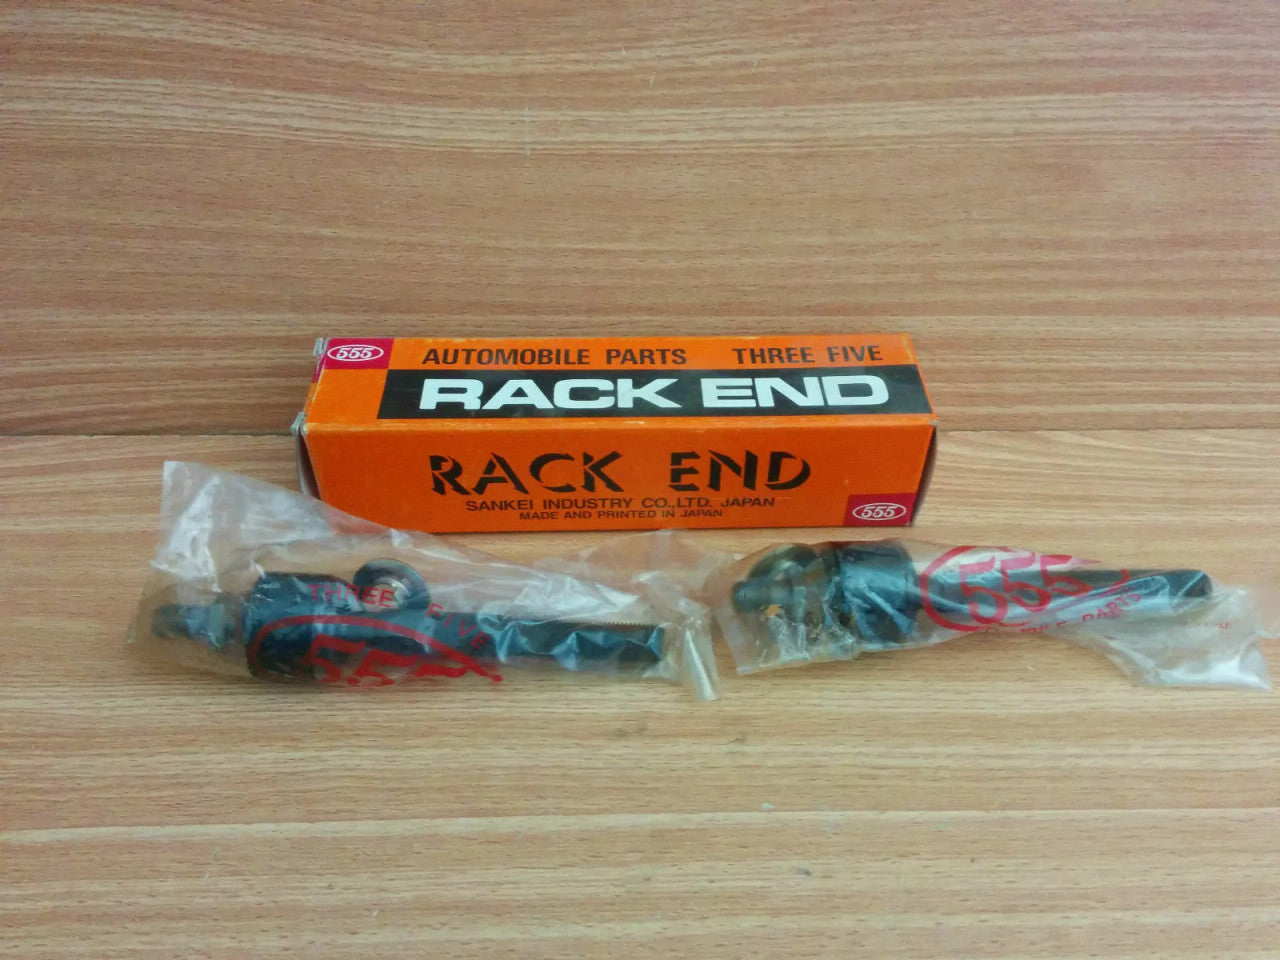 555
AUTOMOBILE PARTS THREE FIVE
RACK END
RACK END
SANKEI INDUSTRY CO.,LTD. JAPAN
MADE AND PRINTED IN JAPAN
555
THREE FIVE
555
555
PARTS